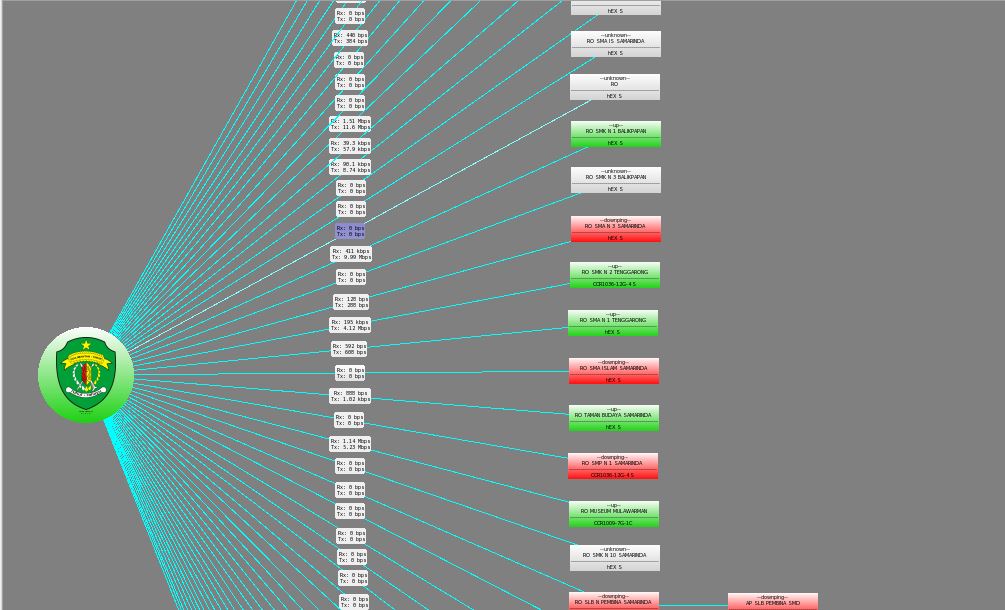 Rx: 0 bps
Tx: 0 bps
Rx: 440 bps
Tx: 384 bps
Rx: 0 bps
Tx: 0 bps
Rx: 0 bps
Tx: 0 bps
Rx: 0 bps
Tx: 0 bps
Rx: 1.51 Mbps
Tx: 11.6 Mbps
Rx: 39.3 kbps
Tx: 57.9 kbps
Rx: 90.1 kbps
Tx: 8.74 kbps
Rx: 0 bps
Tx: 0 bps
Rx: 0 bps
Tx: 0 bps
Rx: 0 bps
Tx: 0 bps
Rx: 411 kbps
Tx: 9.99 Mbps
Rx: 0 bps
Tx: 0 bps
Rx: 120 bps
Tx: 208 bps
Rx: 195 kbps
Tx: 4.12 Mbps
Rx: 592 bps
Tx: 608 bps
Rx: 0 bps
Tx: 0 bps
Rx: 888 bps
Tx: 1.02 kbps
Rx: 0 bps
Tx: 0 bps
Rx: 1.14 Mbps
Tx: 5.23 Mbps
Rx: 0 bps
Tx: 0 bps
Rx: 0 bps
Tx: 0 bps
Rx: 0 bps
Tx: 0 bps
Rx: 0 bps
Tx: 0 bps
Rx: 0 bps
Tx: 0 bps
Rx: 0 bps
Tx: 0 bps
Rx: 0 bps
Tx: 0 bps
hEX S
--unknown--
RO SMA IS SAMARINDA
hEX S
--unknown--
RO
hEX S
--up--
RO SMK N 1 BALIKPAPAN
hEX S
--unknown--
RO SMK N 3 BALIKPAPAN
hEX S
--downping--
RO SMA N 3 SAMARINDA
hEX S
--up--
RO SMK N 2 TENGGARONG
CCR1036-12G-4S
--up--
RO SMA N 1 TENGGARONG
hEX S
--downping--
RO SMA ISLAM SAMARINDA
hEX S
--up--
RO TAMAN BUDAYA SAMARINDA
hEX S
--downping--
RO SMP N 1 SAMARINDA
CCR1036-12G-4S
--up--
RO MUSEUM MULAWARMAN
CCR1009-7G-1C
--unknown--
RO SMK N 10 SAMARINDA
hEX S
--downping--
RO SLB N PEMBINA SAMARINDA
--downping--
AP SLB PEMBINA SMD